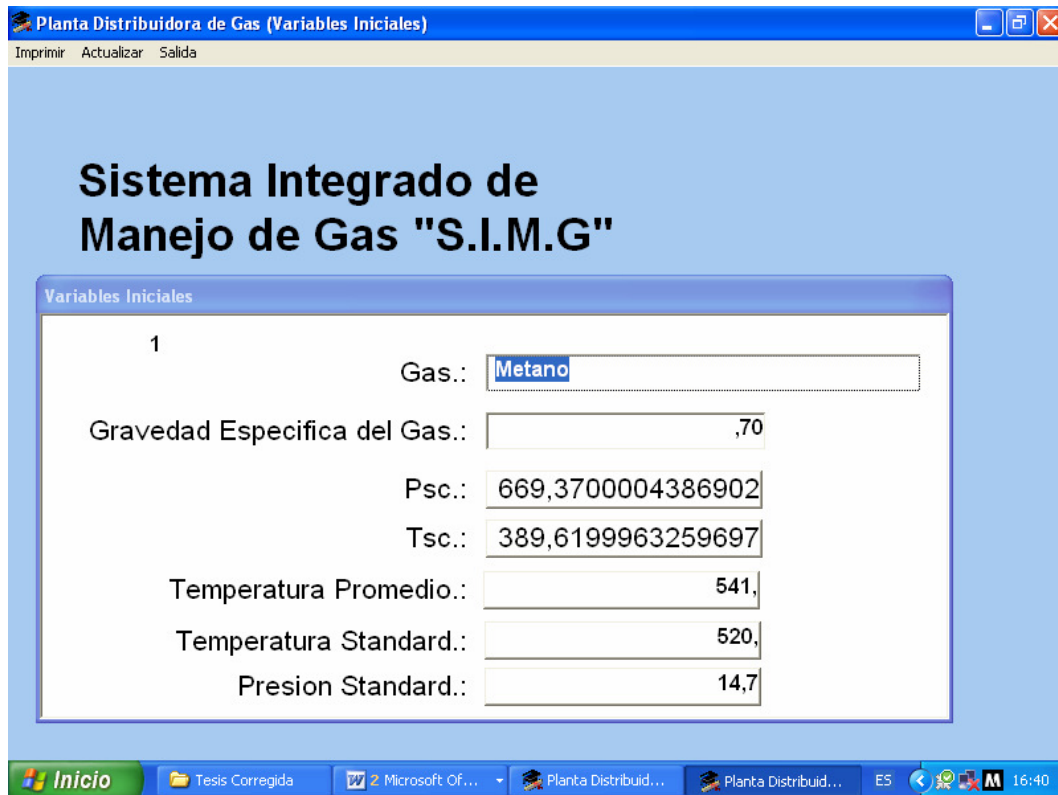 Planta Distribuidora de Gas (Variables Iniciales)
Imprimir Actualizar Salida
Sistema Integrado de
Manejo de Gas "S.I.M.G"
Variables Iniciales
1
Gas.: Metano
Gravedad Especifica del Gas.: ,70
Psc.: 669,3700004386902
Tsc.: 389,6199963259697
Temperatura Promedio.: 541,
Temperatura Standard.: 520,
Presion Standard.: 14,7
Inicio Tesis Corregida 2 Microsoft Of... Planta Distribuid... Planta Distribuid... ES 16:40